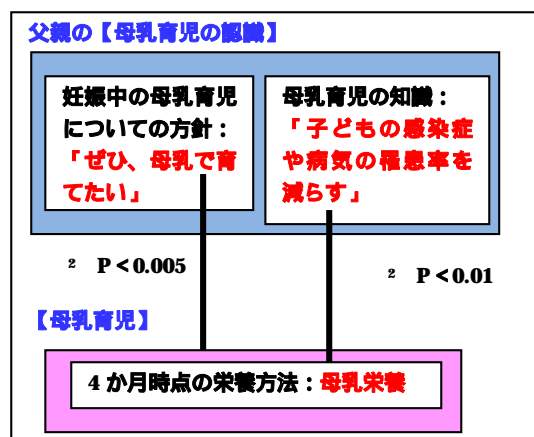 父親の【母乳育児の認識】
妊娠中の母乳育児
についての方針：
「ぜひ、母乳で育
てたい」
母乳育児の知識：
「子どもの感染症
や病気の罹患率を
減らす」
² P＜0.005
² P＜0.01
【母乳育児】
4 か月時点の栄養方法：母乳栄養